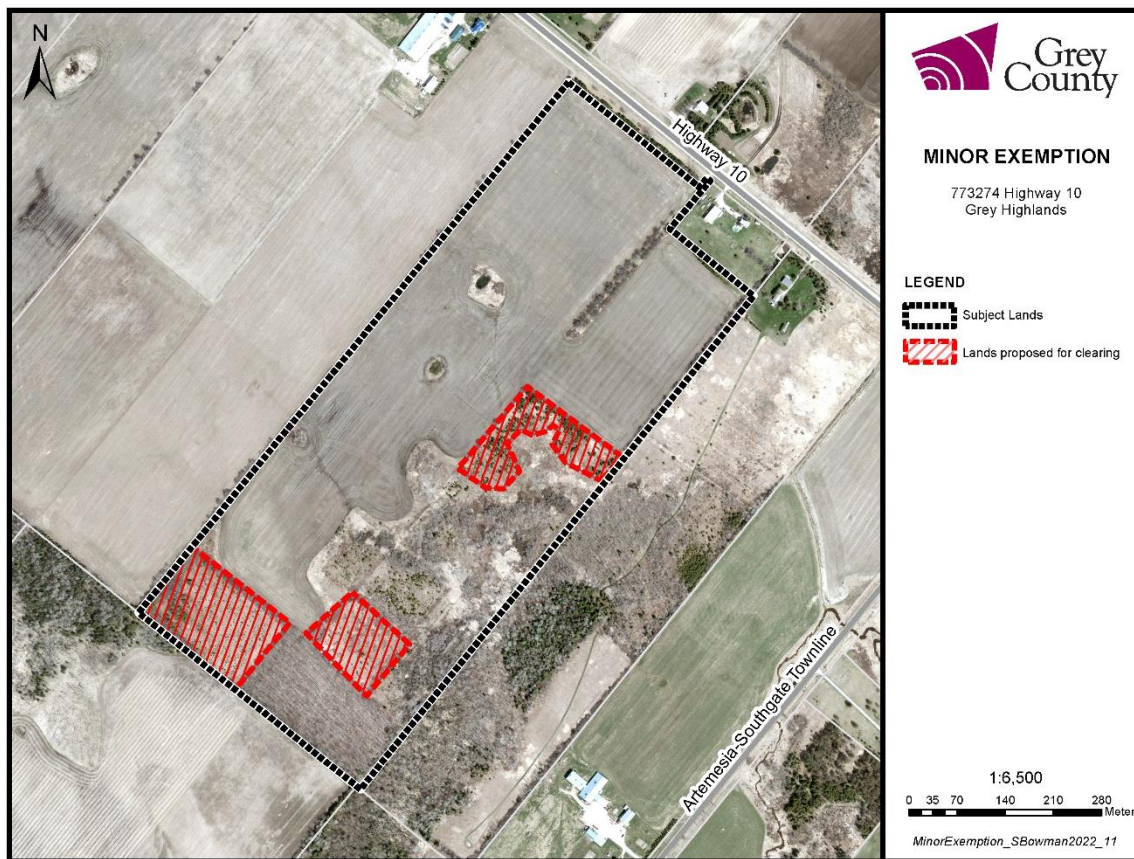 N
Highway 10
Artemesia-Southgate Townline
Grey
County
MINOR EXEMPTION
773274 Highway 10
Grey Highlands
LEGEND
Subject Lands
Lands proposed for clearing
1:6,500
0 35 70 140 210 280
Meter
MinorExemption_SBowman2022_11